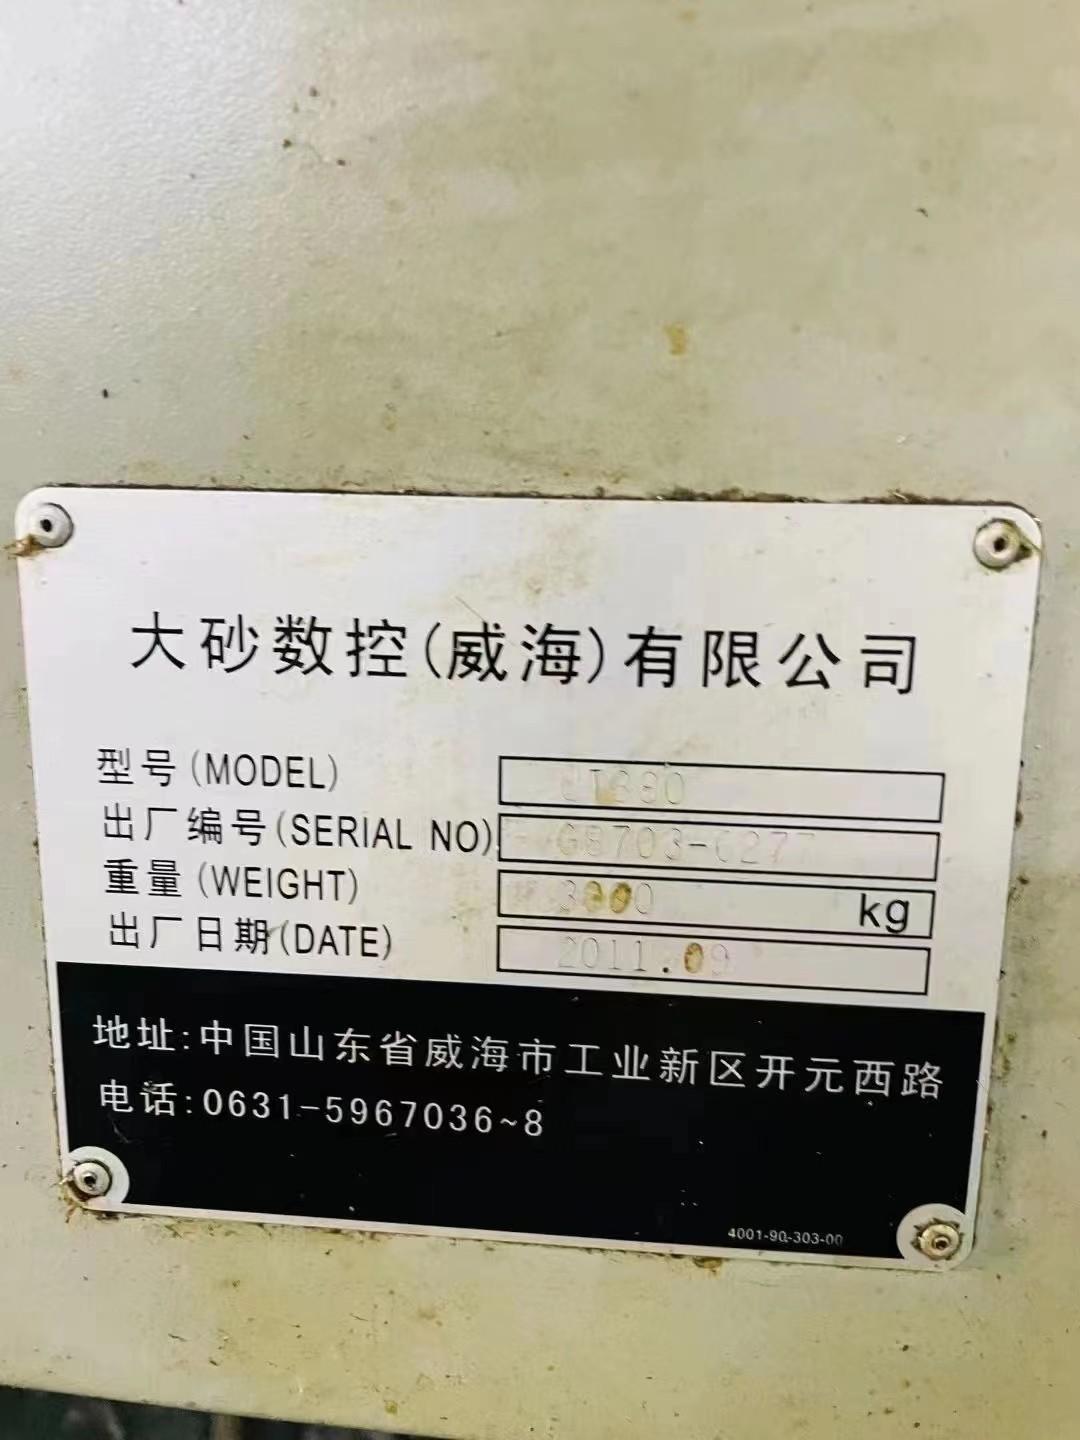 大砂数控(威海)有限公司
型号(MODEL)
出厂编号(SERIAL NO) G8703-6277
重量(WEIGHT) 3000 kg
出厂日期(DATE) 2011.09
地址:中国山东省威海市工业新区开元西路
电话:0631-5967036~8
4001-90-303-00